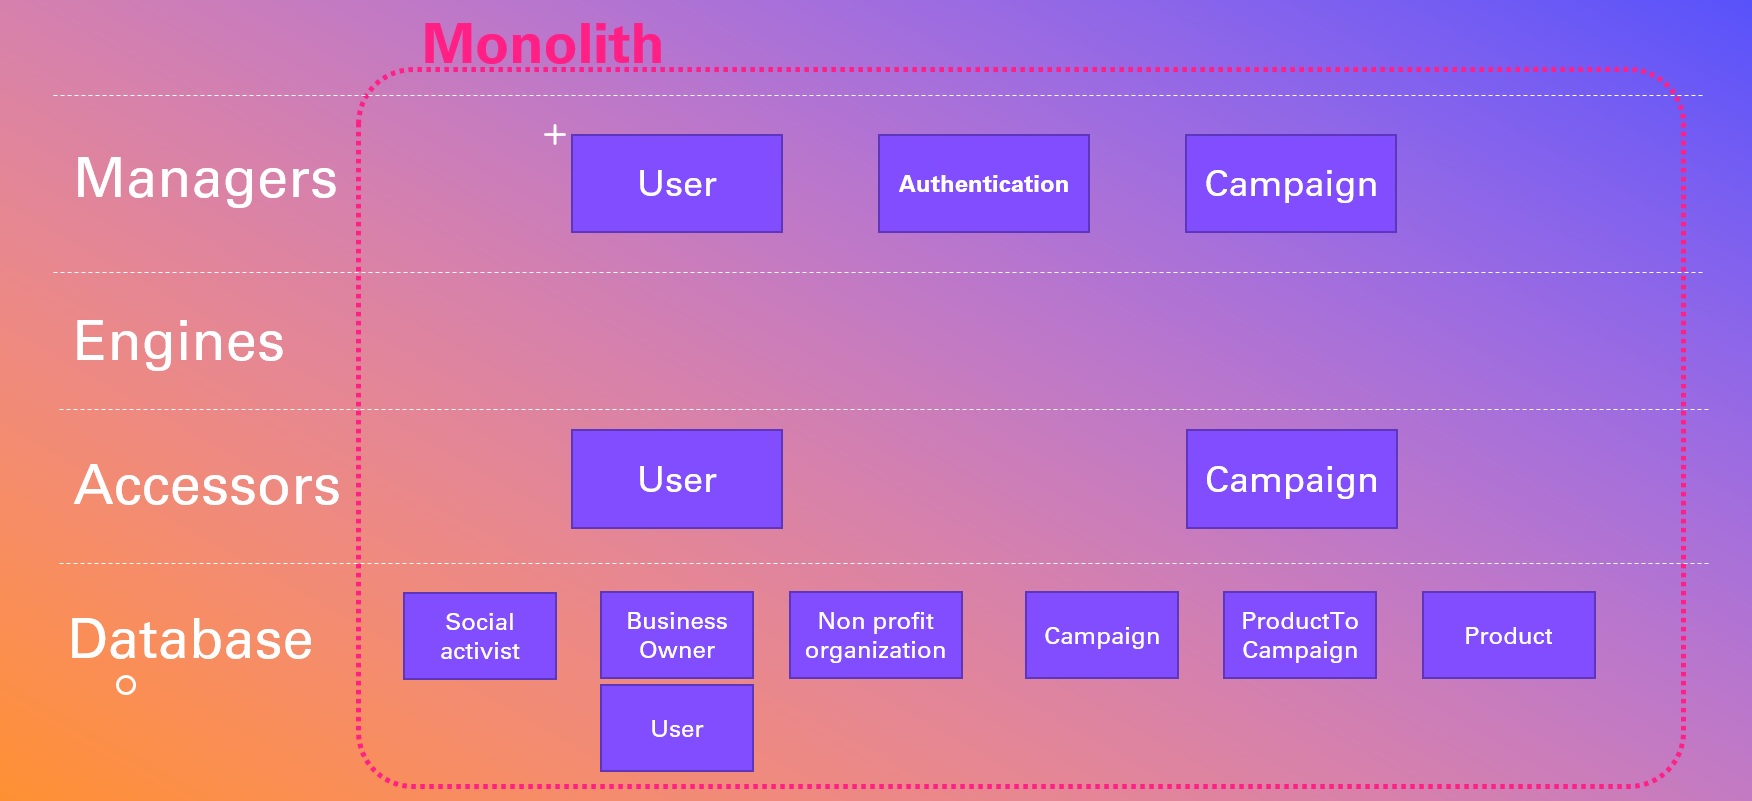 Monolith
Managers
User
Authentication
Campaign
Engines
Accessors
User
Campaign
Database
Social
activist
Business
Owner
Non profit
organization
Campaign
ProductTo
Campaign
Product
User